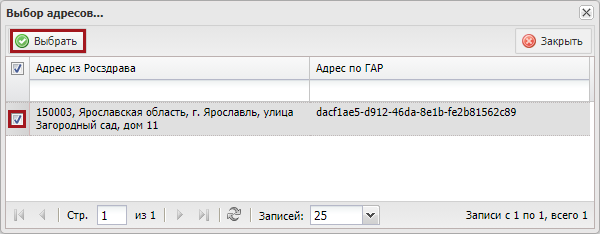 Выбор адресов...
Выбрать
Закрыть
Адрес из Росздрава
Адрес по ГАР
150003, Ярославская область, г. Ярославль, улица
Загородный сад, дом 11
dacf1ae5-d912-46da-8e1b-fe2b81562c89
Стр. 1 из 1
Записей: 25
Записи с 1 по 1, всего 1